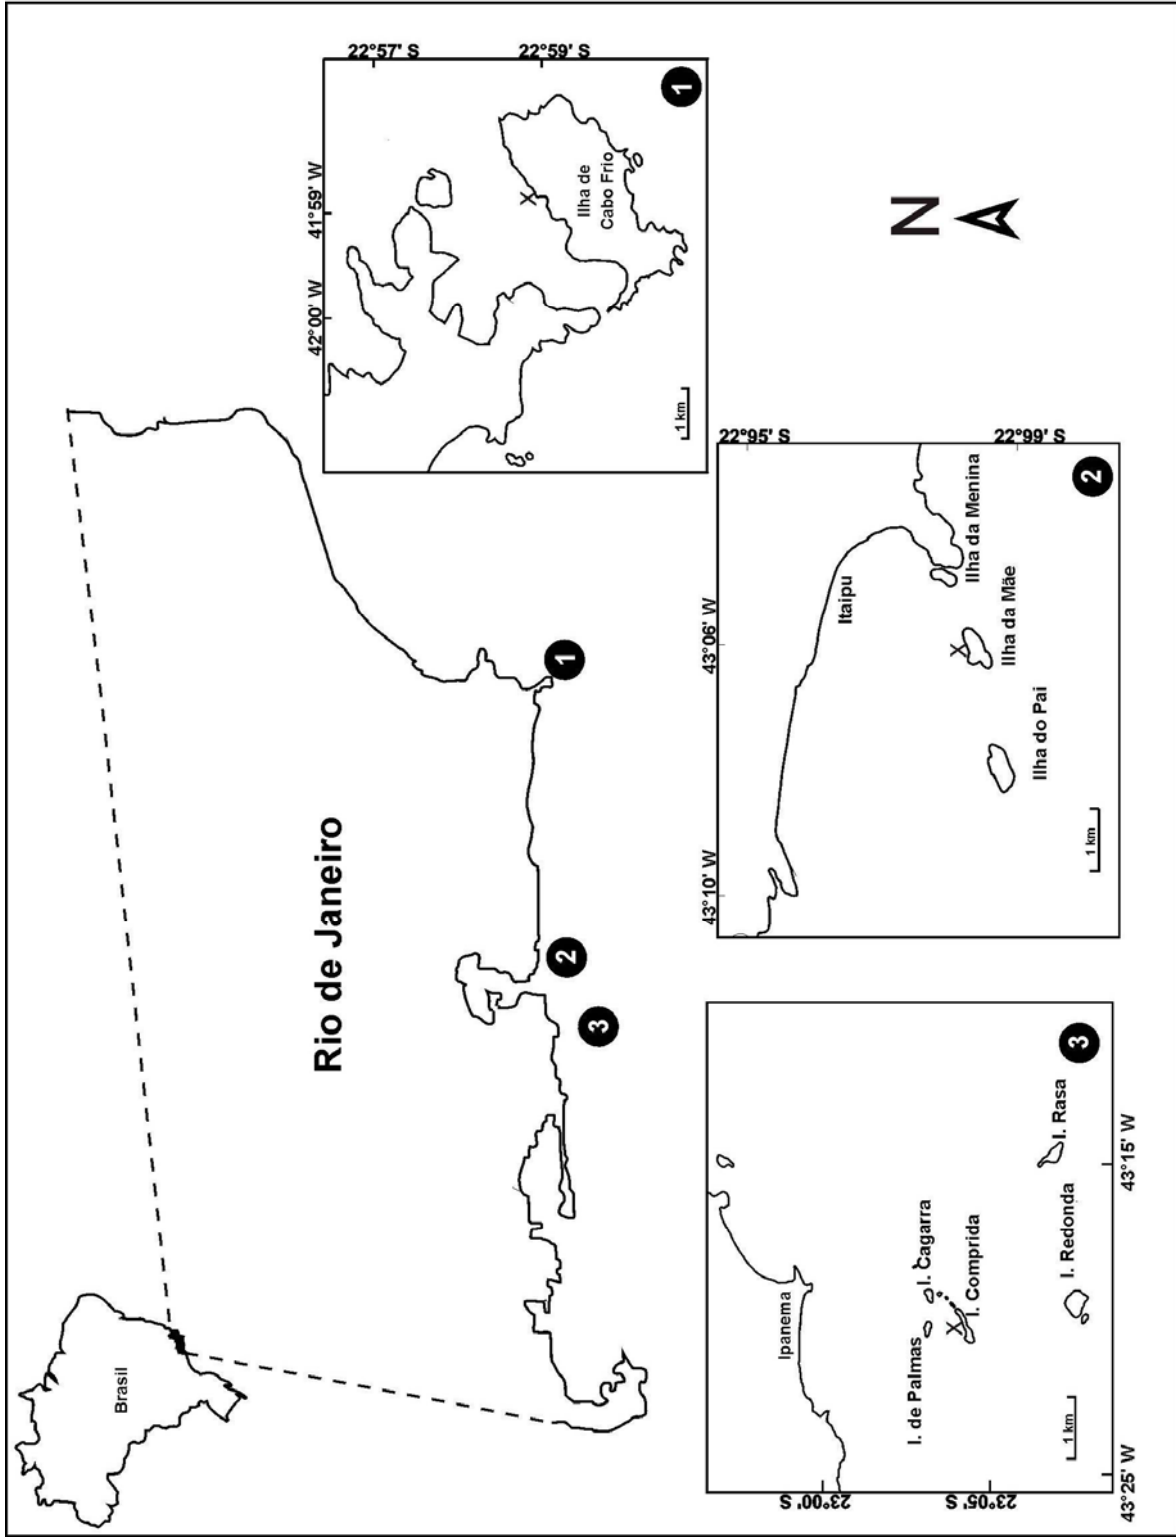 Brasil
Rio de Janeiro
1
2
3
N
42°00' W
41°59' W
22°57' S
22°59' S
Ilha de
Cabo Frio
1 km
1
43°10' W
43°06' W
22°95' S
22°99' S
Itaipu
Ilha da Menina
Ilha da Mãe
Ilha do Pai
1 km
2
Ipanema
I. de Palmas
I. Cagarra
I. Comprida
I. Redonda
I. Rasa
23°00' S
23°05' S
43°25' W
43°15' W
1 km
3